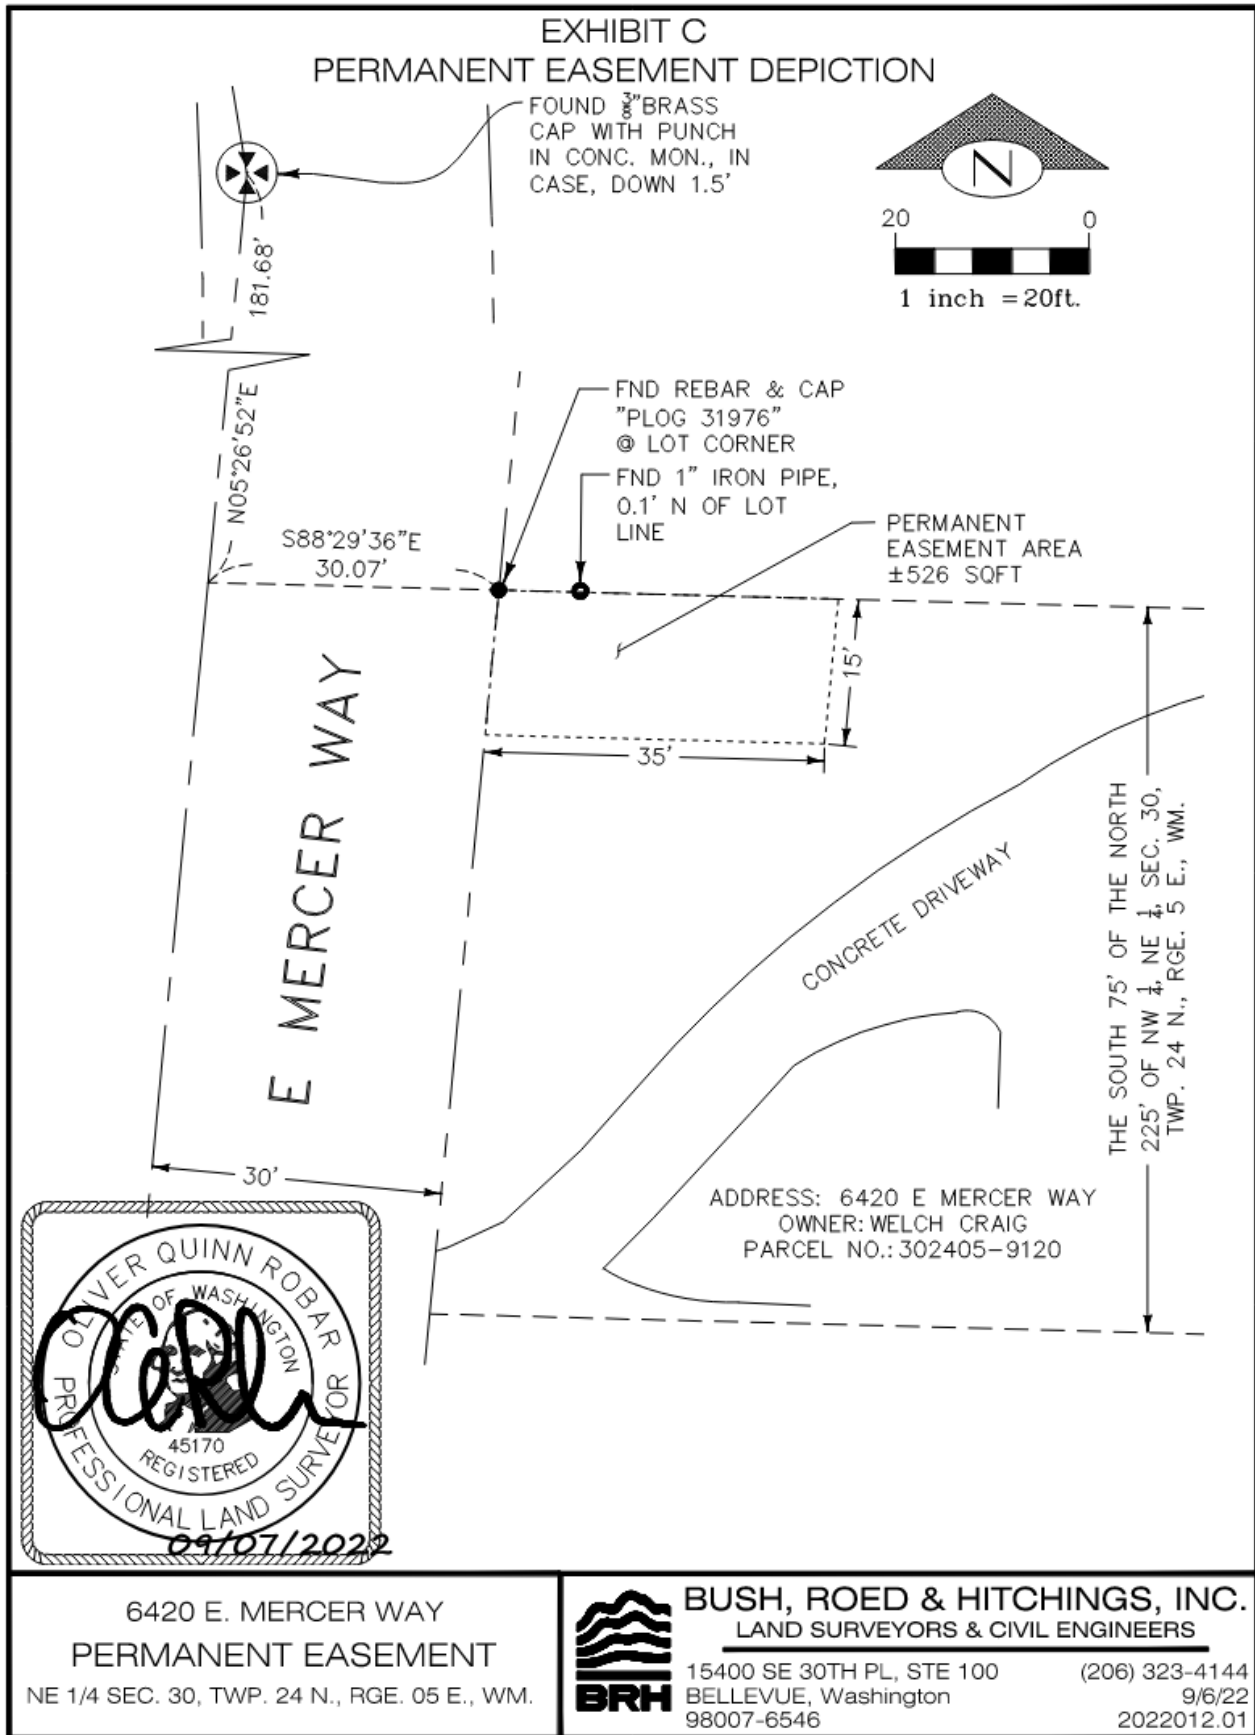 EXHIBIT C
PERMANENT EASEMENT DEPICTION
FOUND 3/8" BRASS
CAP WITH PUNCH
IN CONC. MON., IN
CASE, DOWN 1.5'
N
20 0
1 inch = 20ft.
181.68'
N05°26'52"E
FND REBAR & CAP
"PLOG 31976"
@ LOT CORNER
FND 1" IRON PIPE,
0.1' N OF LOT
LINE
S88°29'36"E
30.07'
PERMANENT
EASEMENT AREA
±526 SQFT
15'
35'
E MERCER WAY
CONCRETE DRIVEWAY
THE SOUTH 75' OF THE NORTH
225' OF NW 1/4, NE 1/4, SEC. 30,
TWP. 24 N., RGE. 5 E., WM.
30'
ADDRESS: 6420 E MERCER WAY
OWNER: WELCH CRAIG
PARCEL NO.: 302405-9120
OLIVER QUINN ROBAR
STATE OF WASHINGTON
45170
REGISTERED
PROFESSIONAL LAND SURVEYOR
09/07/2022
6420 E. MERCER WAY
PERMANENT EASEMENT
NE 1/4 SEC. 30, TWP. 24 N., RGE. 05 E., WM.
BRH
BUSH, ROED & HITCHINGS, INC.
LAND SURVEYORS & CIVIL ENGINEERS
15400 SE 30TH PL, STE 100 (206) 323-4144
BELLEVUE, Washington 9/6/22
98007-6546 2022012.01